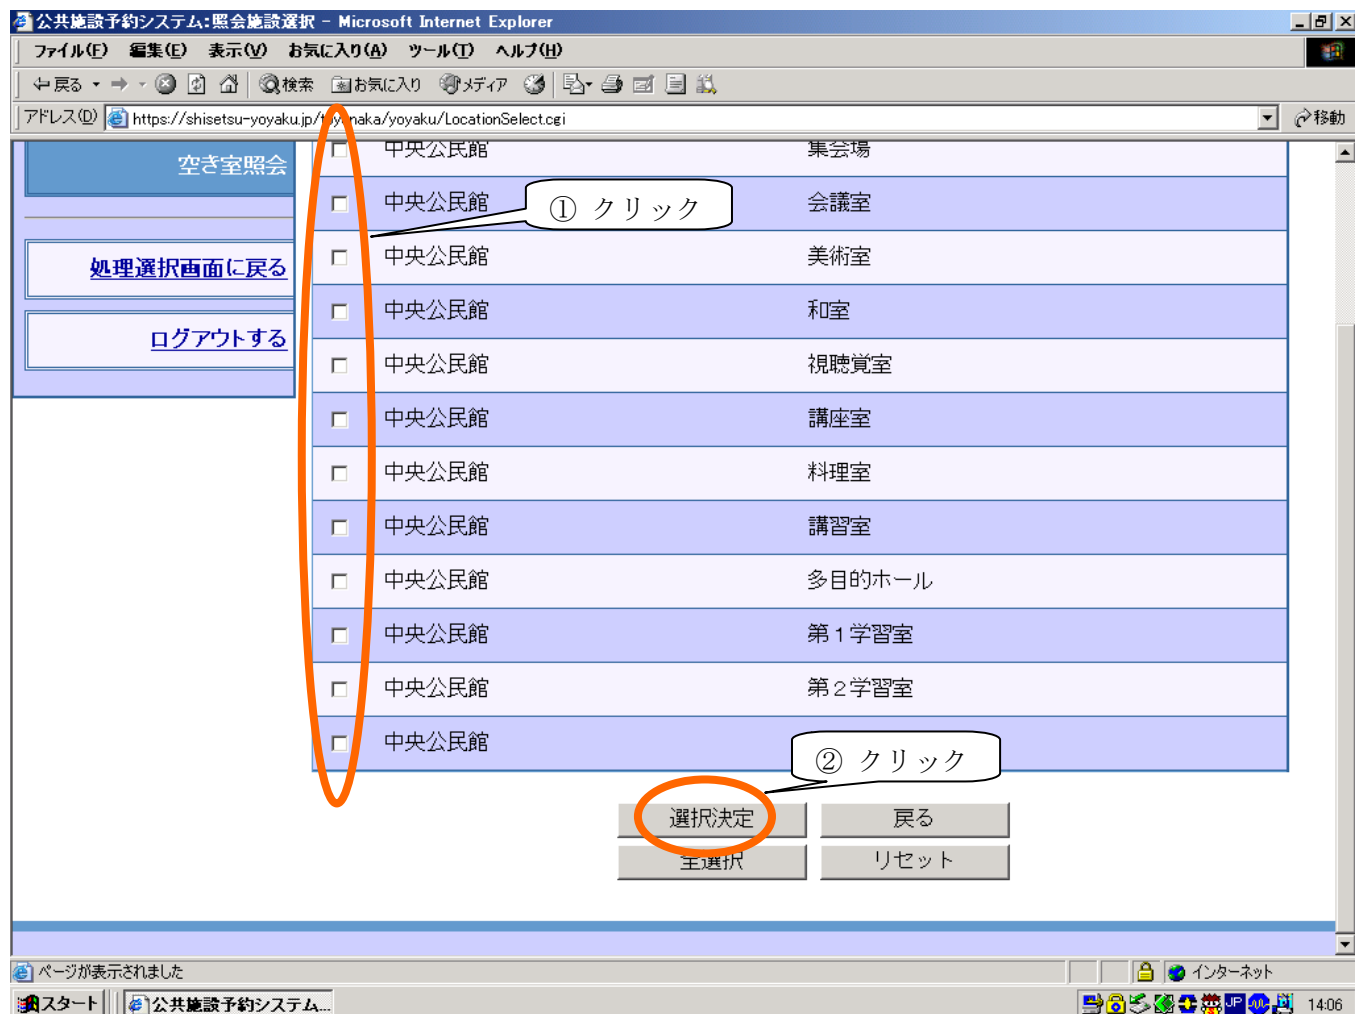 公共施設予約システム:照会施設選択 - Microsoft Internet Explorer
ファイル(F) 編集(E) 表示(V) お気に入り(A) ツール(T) ヘルプ(H)
戻る 検索 お気に入り メディア
アドレス(D) https://shisetsu-yoyaku.jp/toyonaka/yoyaku/LocationSelect.cgi 移動
空き室照会
処理選択画面に戻る
ログアウトする
中央公民館 集会場
中央公民館 会議室
① クリック
中央公民館 美術室
中央公民館 和室
中央公民館 視聴覚室
中央公民館 講座室
中央公民館 料理室
中央公民館 講習室
中央公民館 多目的ホール
中央公民館 第1学習室
中央公民館 第2学習室
中央公民館
② クリック
選択決定 戻る
全選択 リセット
ページが表示されました インターネット
スタート 公共施設予約システム... JP 14:06